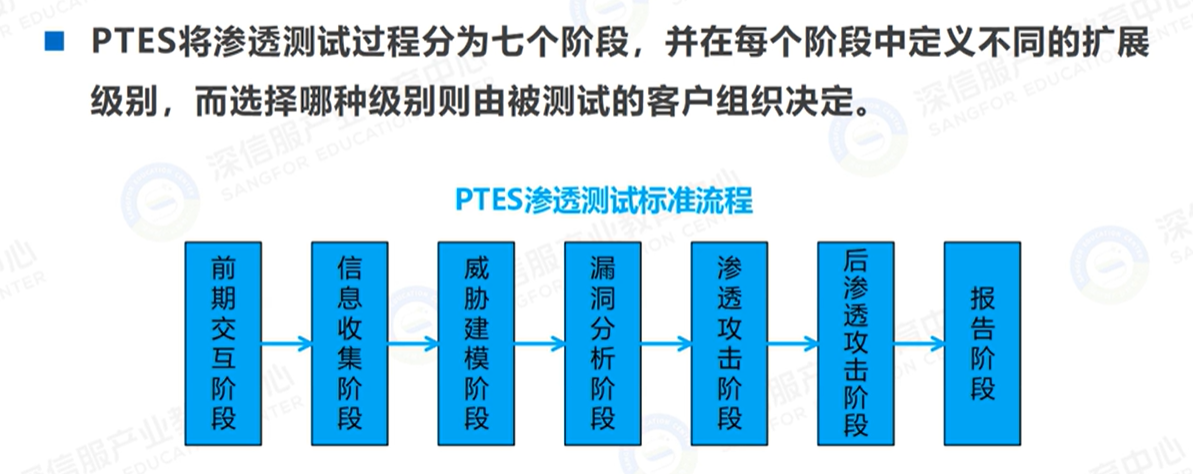 PTES将渗透测试过程分为七个阶段，并在每个阶段中定义不同的扩展
级别，而选择哪种级别则由被测试的客户组织决定。
深信服产业教育中心
SANGFOR EDUCATION CENTER
PTES渗透测试标准流程
前期交互阶段
信息收集阶段
威胁建模阶段
漏洞分析阶段
渗透攻击阶段
后渗透攻击阶段
报告阶段